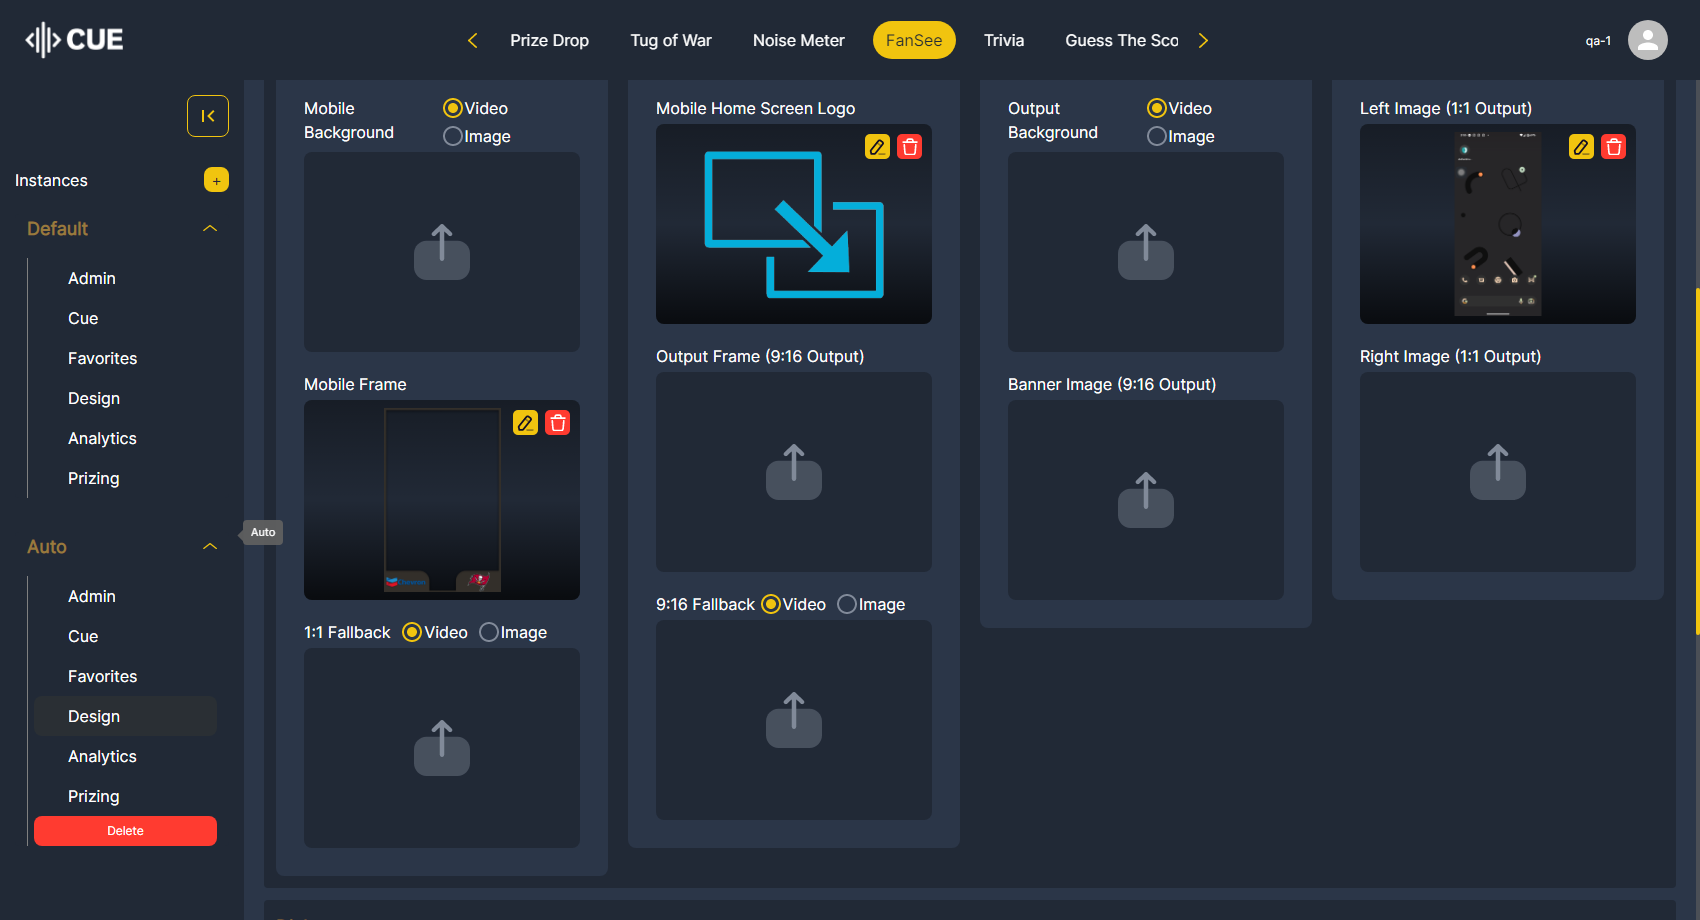 CUE
Prize Drop
Tug of War
Noise Meter
FanSee
Trivia
Guess The Sco
qa-1
Instances
+
Default
Admin
Cue
Favorites
Design
Analytics
Prizing
Auto
Auto
Admin
Cue
Favorites
Design
Analytics
Prizing
Delete
Mobile
Background
Video
Image
Mobile Frame
1:1 Fallback
Video
Image
Mobile Home Screen Logo
Output Frame (9:16 Output)
9:16 Fallback
Video
Image
Output
Background
Video
Image
Banner Image (9:16 Output)
Left Image (1:1 Output)
Right Image (1:1 Output)